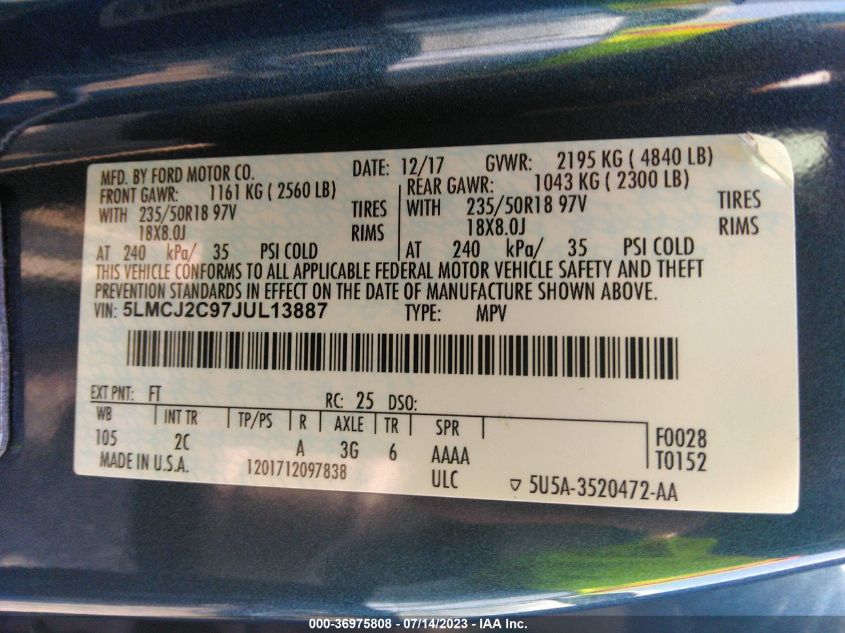 MFD. BY FORD MOTOR CO. DATE: 12/17 GVWR: 2195 KG ( 4840 LB)
FRONT GAWR: 1161 KG ( 2560 LB) REAR GAWR: 1043 KG ( 2300 LB)
WITH 235/50R18 97V TIRES WITH 235/50R18 97V TIRES
18X8.0J RIMS 18X8.0J RIMS
AT 240 kPa/ 35 PSI COLD AT 240 kPa/ 35 PSI COLD
THIS VEHICLE CONFORMS TO ALL APPLICABLE FEDERAL MOTOR VEHICLE SAFETY AND THEFT
PREVENTION STANDARDS IN EFFECT ON THE DATE OF MANUFACTURE SHOWN ABOVE.
VIN: 5LMCJ2C97JUL13887 TYPE: MPV
EXT PNT: FT RC: 25 DSO:
WB INT TR TP/PS R AXLE TR SPR
105 2C A 3G 6 AAAA F0028
MADE IN U.S.A. 1201712097838 ULC T0152
5U5A-3520472-AA
000-36975808 - 07/14/2023 - IAA Inc.